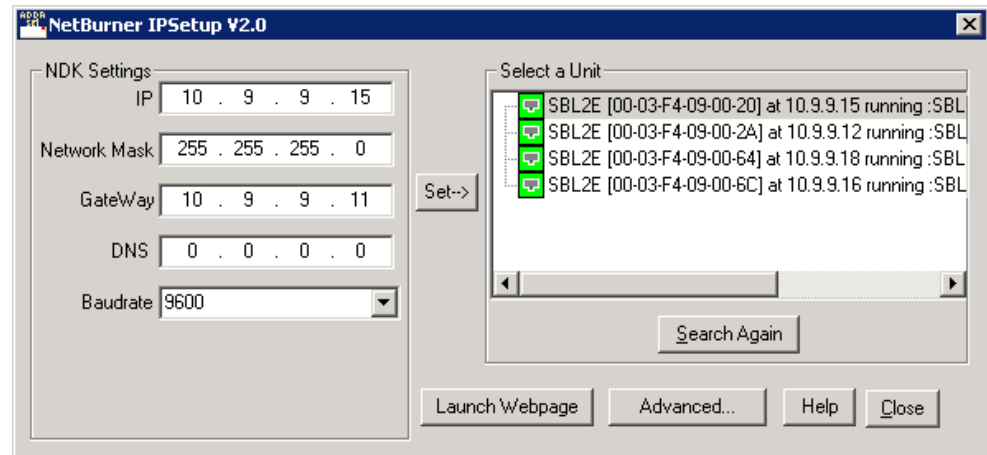 NetBurner IPSetup V2.0
NDK Settings
IP 10 . 9 . 9 . 15
Network Mask 255 . 255 . 255 . 0
GateWay 10 . 9 . 9 . 11
DNS 0 . 0 . 0 . 0
Baudrate 9600
Set-->
Select a Unit
SBL2E [00-03-F4-09-00-20] at 10.9.9.15 running :SBL
SBL2E [00-03-F4-09-00-2A] at 10.9.9.12 running :SBL
SBL2E [00-03-F4-09-00-64] at 10.9.9.18 running :SBL
SBL2E [00-03-F4-09-00-6C] at 10.9.9.16 running :SBL
Search Again
Launch Webpage
Advanced...
Help
Close